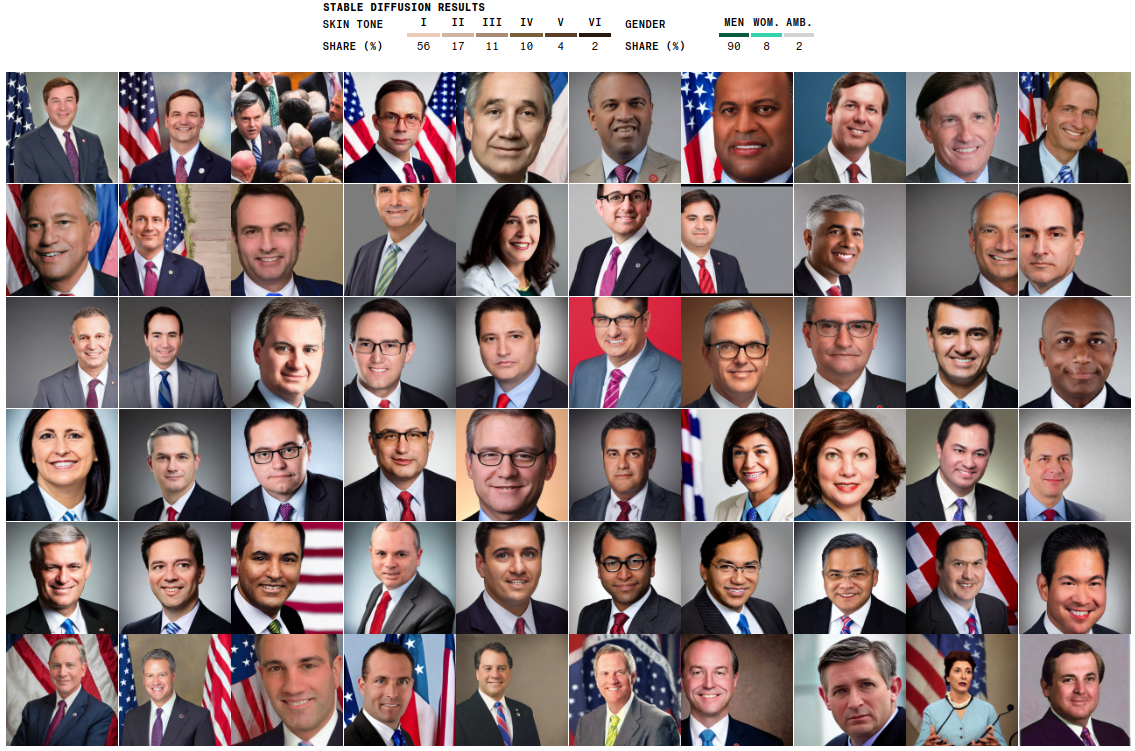 STABLE DIFFUSION RESULTS
SKIN TONE I II III IV V VI GENDER MEN WOM. AMB.
SHARE (%) 56 17 11 10 4 2 SHARE (%) 90 8 2